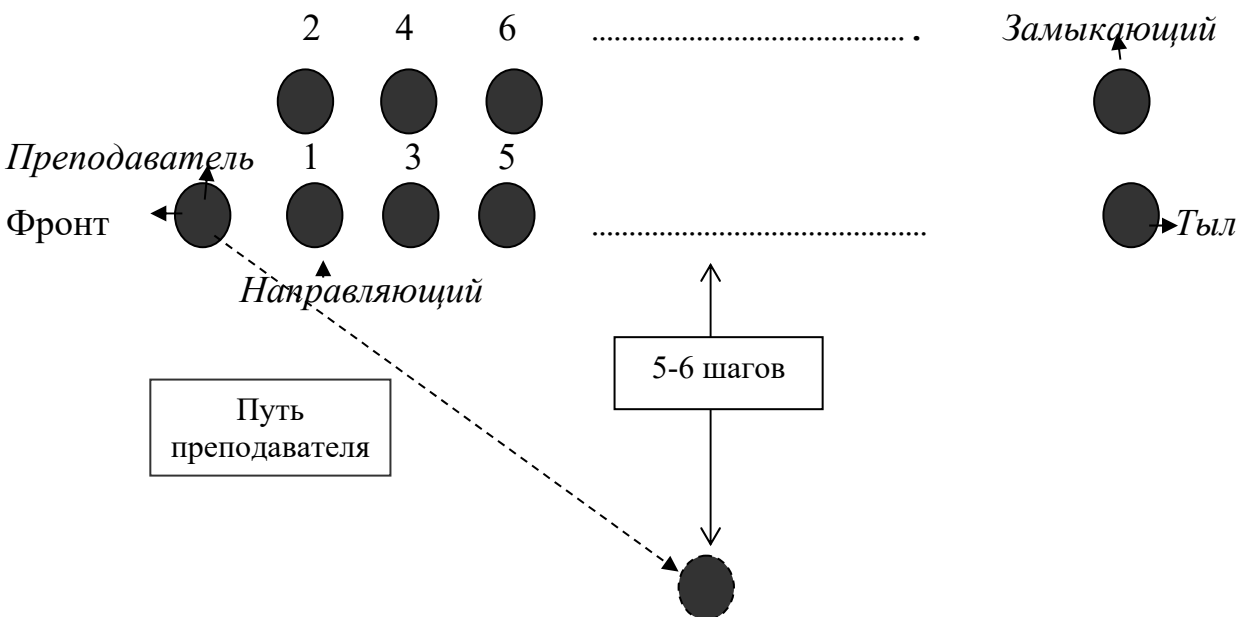 2 4 6 ....................................... . Замыкающий
Преподаватель 1 3 5
Фронт .......................................... Тыл
Направляющий
5-6 шагов
Путь
преподавателя